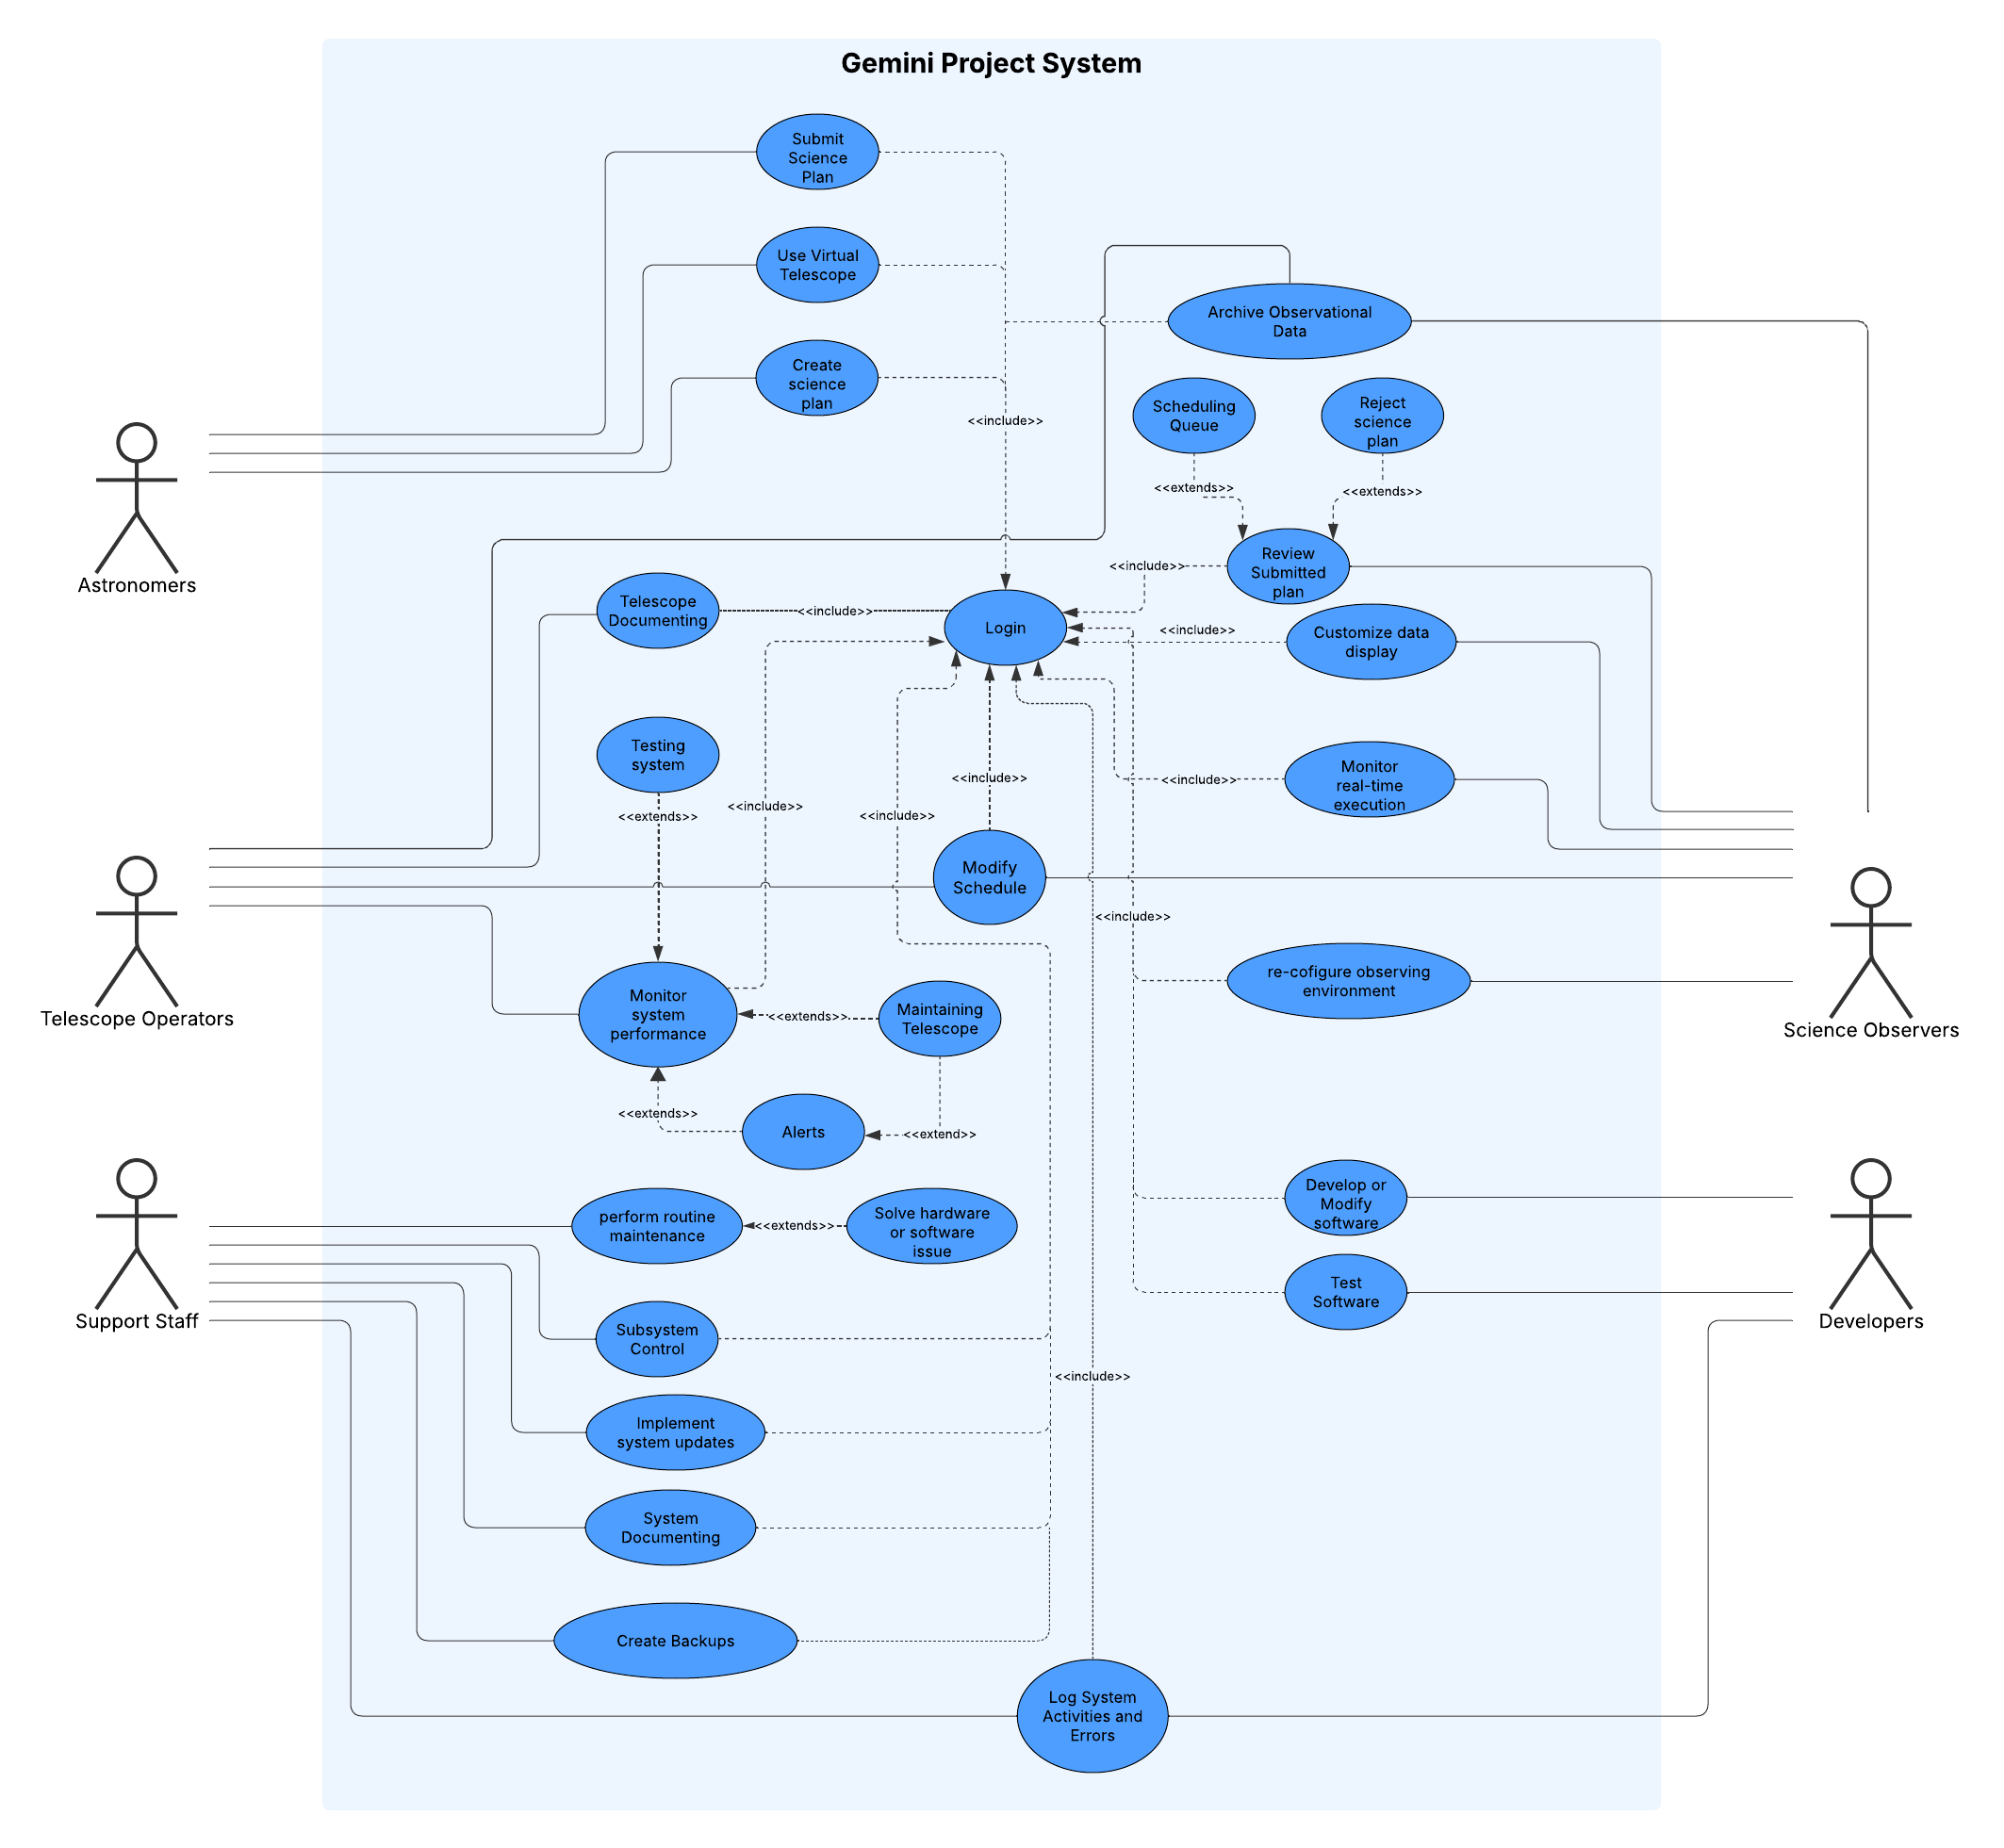 Gemini Project System
Submit
Science
Plan
Use Virtual
Telescope
Archive Observational
Data
Create
science
plan
<<include>>
Scheduling
Queue
Reject
science
plan
<<extends>>
<<extends>>
Astronomers
Review
Submitted
plan
<<include>>
Telescope
Documenting
<<include>>
Login
<<include>>
Customize data
display
Testing
system
<<extends>>
<<include>>
<<include>>
<<include>>
<<include>>
Monitor
real-time
execution
Modify
Schedule
<<include>>
Telescope Operators
Science Observers
re-cofigure observing
environment
Monitor
system
performance
<<extends>>
Maintaining
Telescope
<<extends>>
Alerts
<<extend>>
perform routine
maintenance
<<extends>>
Solve hardware
or software
issue
Develop or
Modify
software
Test
Software
Support Staff
Developers
Subsystem
Control
<<include>>
Implement
system updates
System
Documenting
Create Backups
Log System
Activities and
Errors